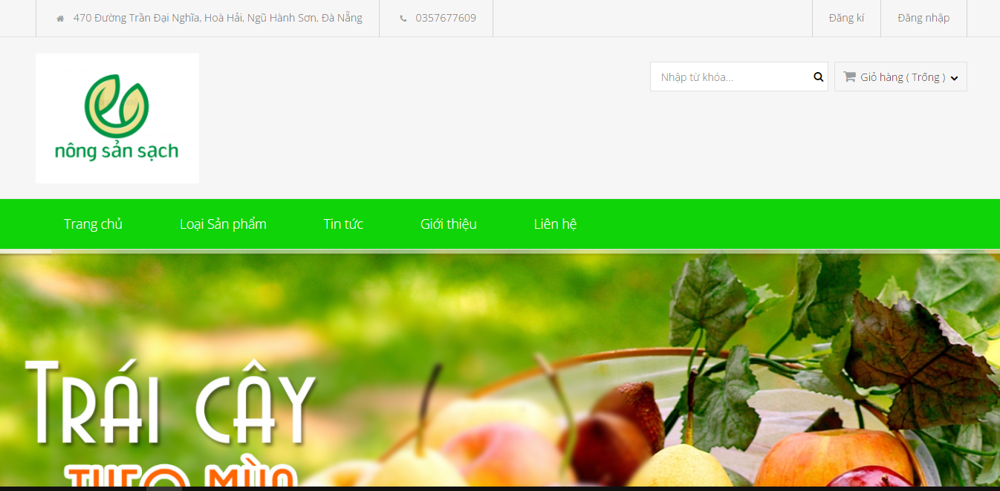 470 Đường Trần Đại Nghĩa, Hoà Hải, Ngũ Hành Sơn, Đà Nẵng
0357677609
Đăng kí
Đăng nhập
nông sản sạch
Nhập từ khóa...
Giỏ hàng ( Trống )
Trang chủ
Loại Sản phẩm
Tin tức
Giới thiệu
Liên hệ
TRÁI CÂY
THEO MÙA